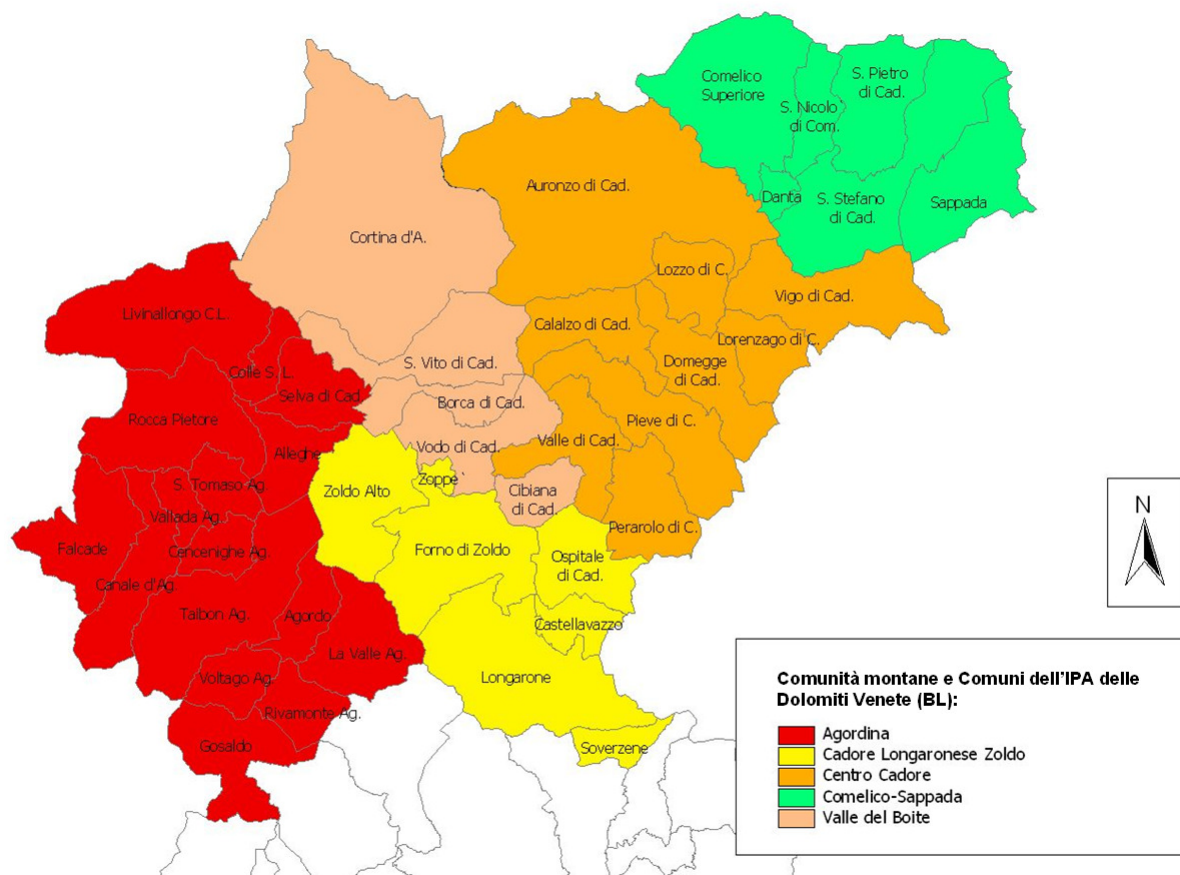 Comelico
Superiore
S. Pietro
di Cad.
S. Nicolo
di Com.
Danta
S. Stefano
di Cad.
Sappada
Auronzo di Cad.
Cortina d'A.
Lozzo di C.
Vigo di Cad.
Livinallongo C.L.
Calalzo di Cad.
Lorenzago di C.
Domegge
di Cad.
S. Vito di Cad.
Colle S. L.
Selva di Cad.
Borca di Cad.
Rocca Pietore
Pieve di C.
Valle di Cad.
Vodo di Cad.
Alleghe
Zoppe`
Zoldo Alto
S. Tomaso Ag.
Cibiana
di Cad.
Vallada Ag.
Perarolo di C.
Falcade
Cencenighe Ag.
Forno di Zoldo
Ospitale
di Cad.
Canale d'Ag.
Taibon Ag.
Agordo
Castellavazzo
La Valle Ag.
Longarone
Voltago Ag.
Rivamonte Ag.
Gosaldo
Soverzene
N
Comunità montane e Comuni dell'IPA delle
Dolomiti Venete (BL):
Agordina
Cadore Longaronese Zoldo
Centro Cadore
Comelico-Sappada
Valle del Boite